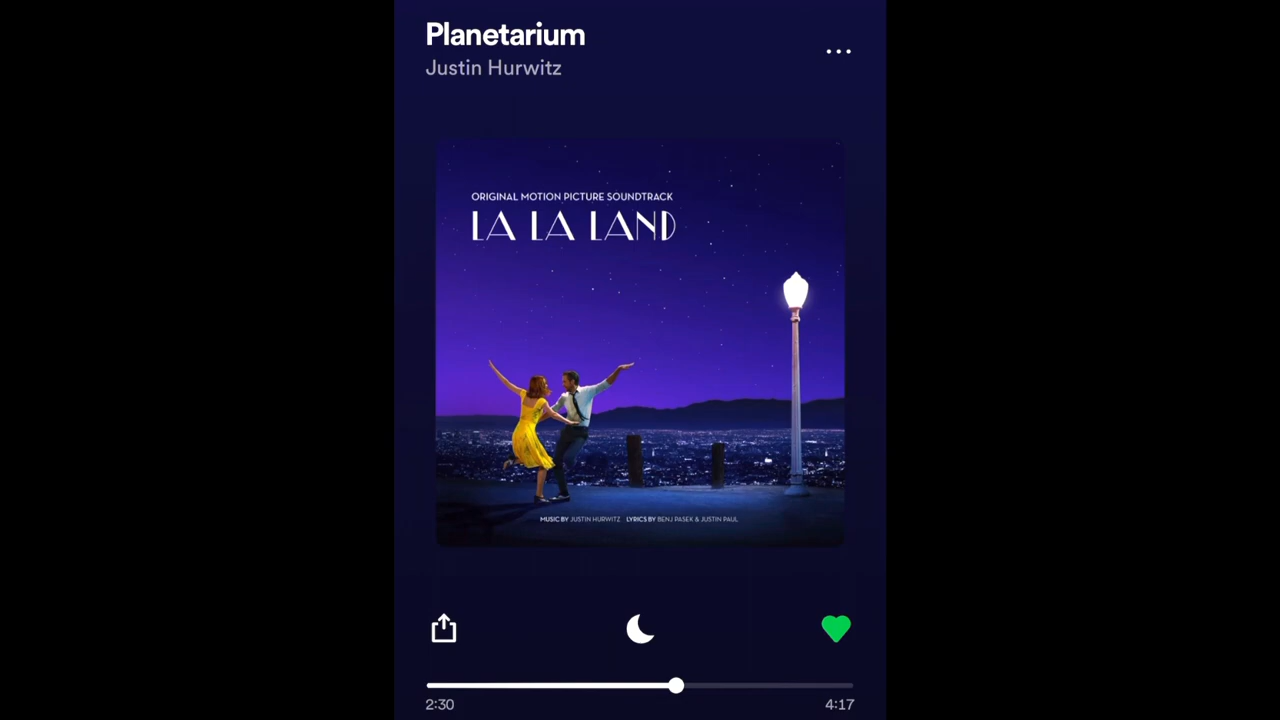 Planetarium
Justin Hurwitz
ORIGINAL MOTION PICTURE SOUNDTRACK
LA LA LAND
MUSIC BY JUSTIN HURWITZ LYRICS BY BENJ PASEK & JUSTIN PAUL
2:30 4:17